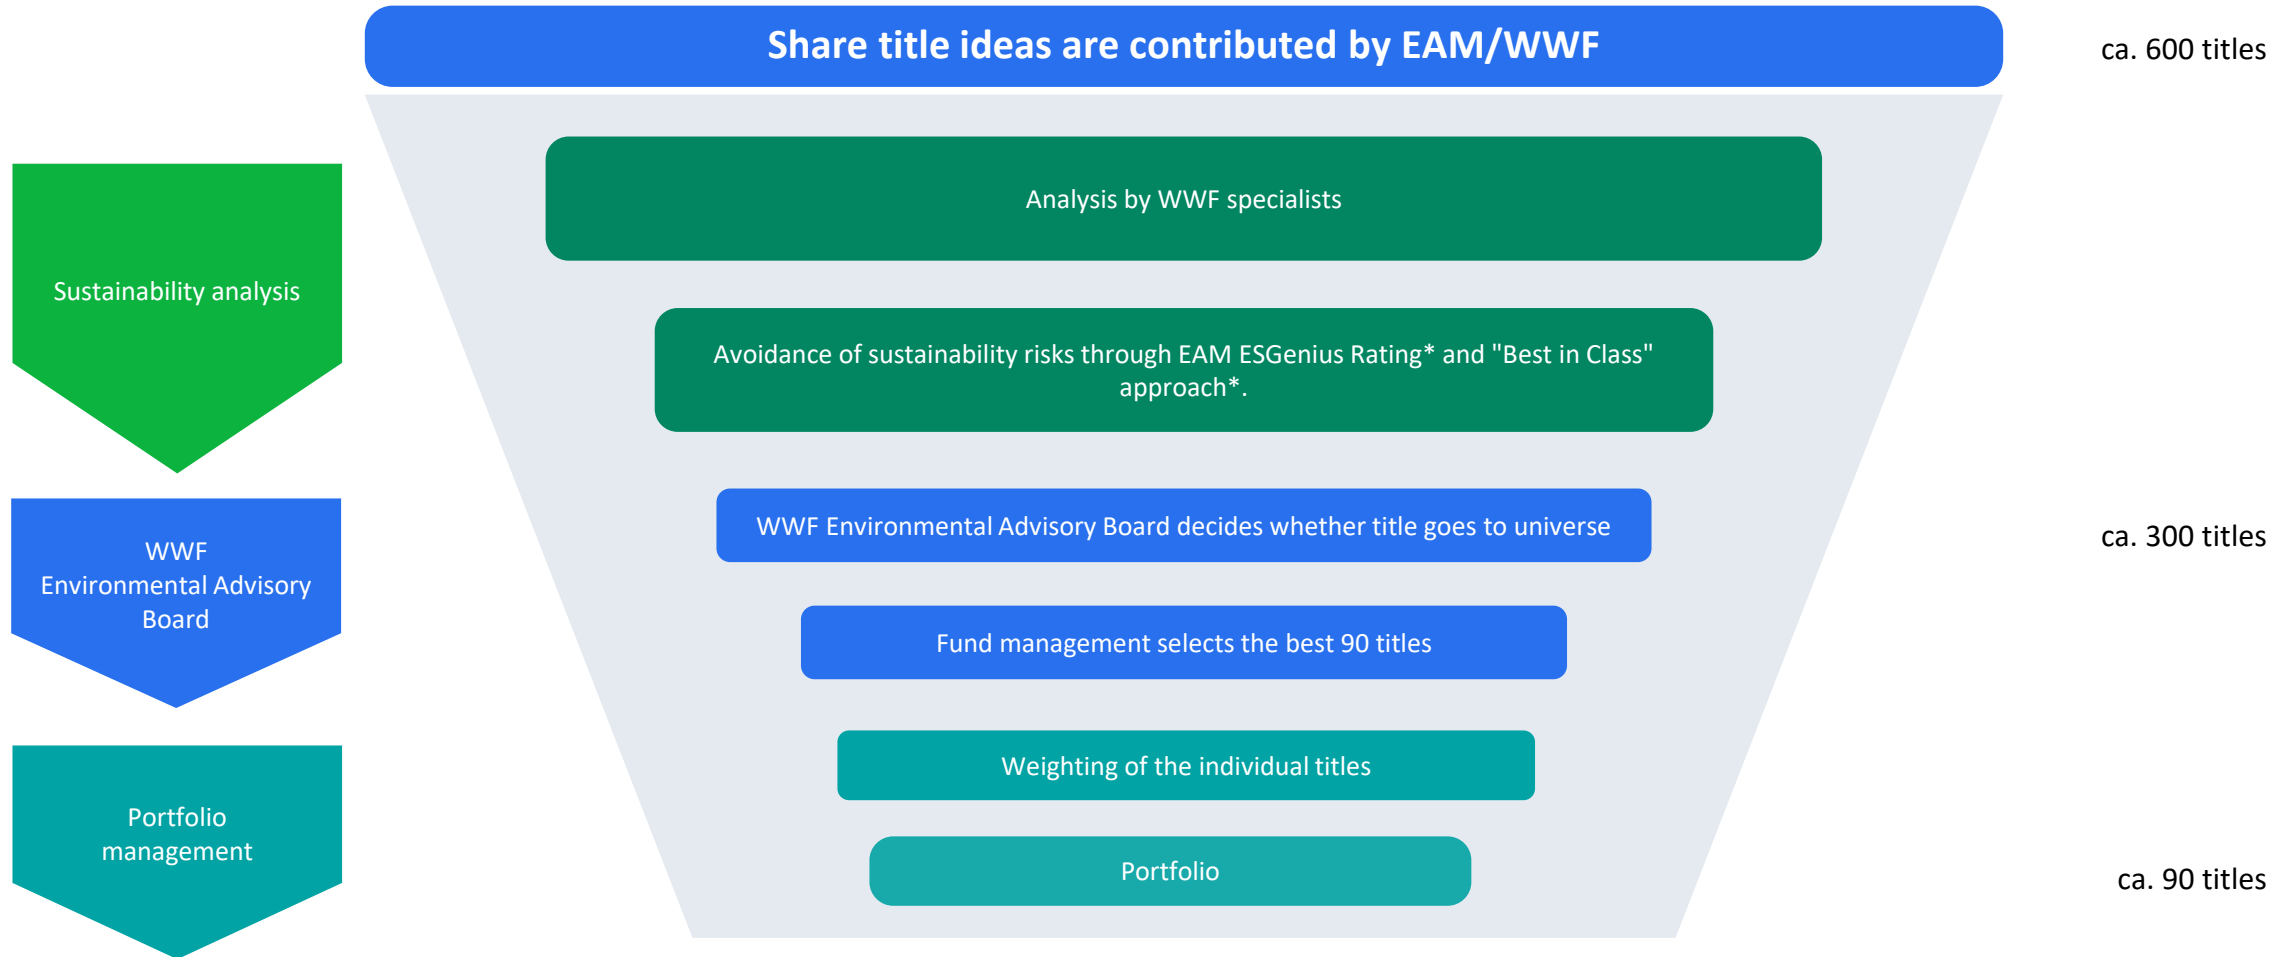 Share title ideas are contributed by EAM/WWF
ca. 600 titles
Analysis by WWF specialists
Sustainability analysis
Avoidance of sustainability risks through EAM ESGenius Rating* and "Best in Class"
approach*.
WWF
Environmental Advisory
Board
WWF Environmental Advisory Board decides whether title goes to universe
ca. 300 titles
Fund management selects the best 90 titles
Portfolio
management
Weighting of the individual titles
Portfolio
ca. 90 titles